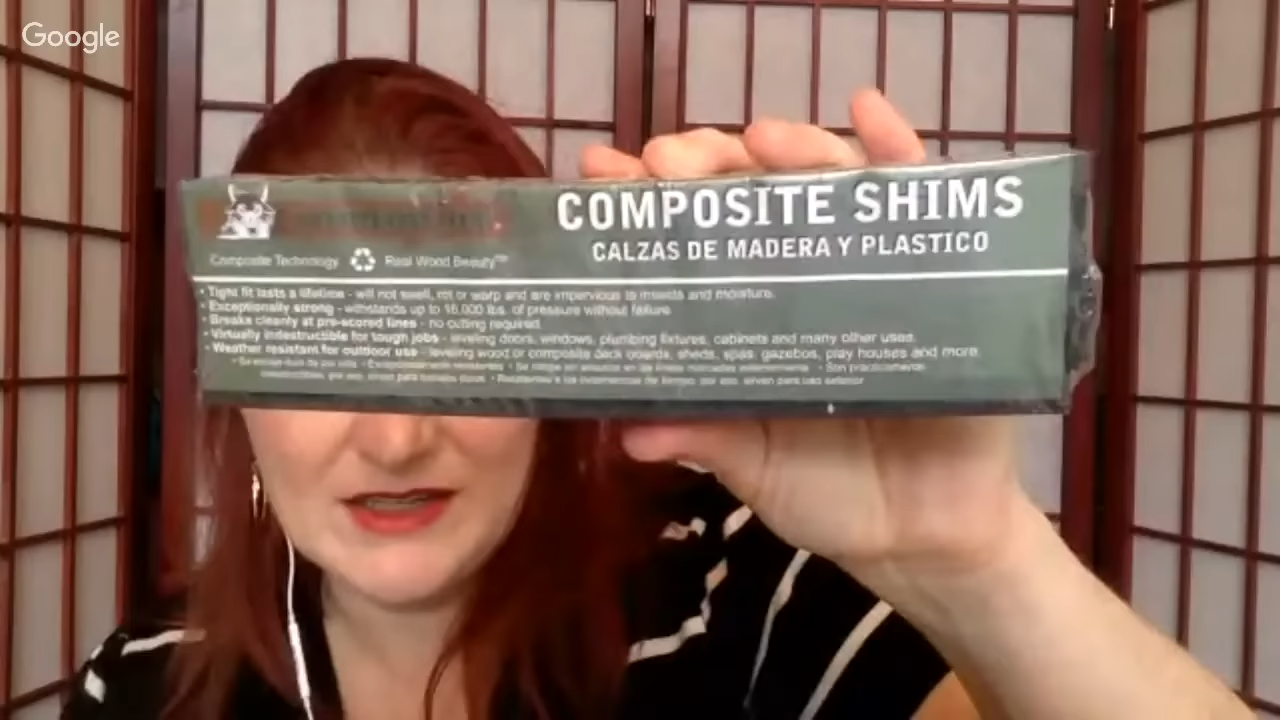 Google
COMPOSITE SHIMS
CALZAS DE MADERA Y PLASTICO
Composite Technology Real Wood Beauty™
• Tight fit lasts a lifetime - will not swell, rot or warp and are impervious to insects and moisture.
• Exceptionally strong - withstands up to 16,000 lbs. of pressure without failure
• Breaks cleanly at pre-scored lines - no cutting required
• Virtually indestructible for tough jobs - leveling doors, windows, plumbing fixtures, cabinets and many other uses.
• Weather resistant for outdoor use - leveling wood or composite deck boards, sheds, spas, gazebos, play houses and more.